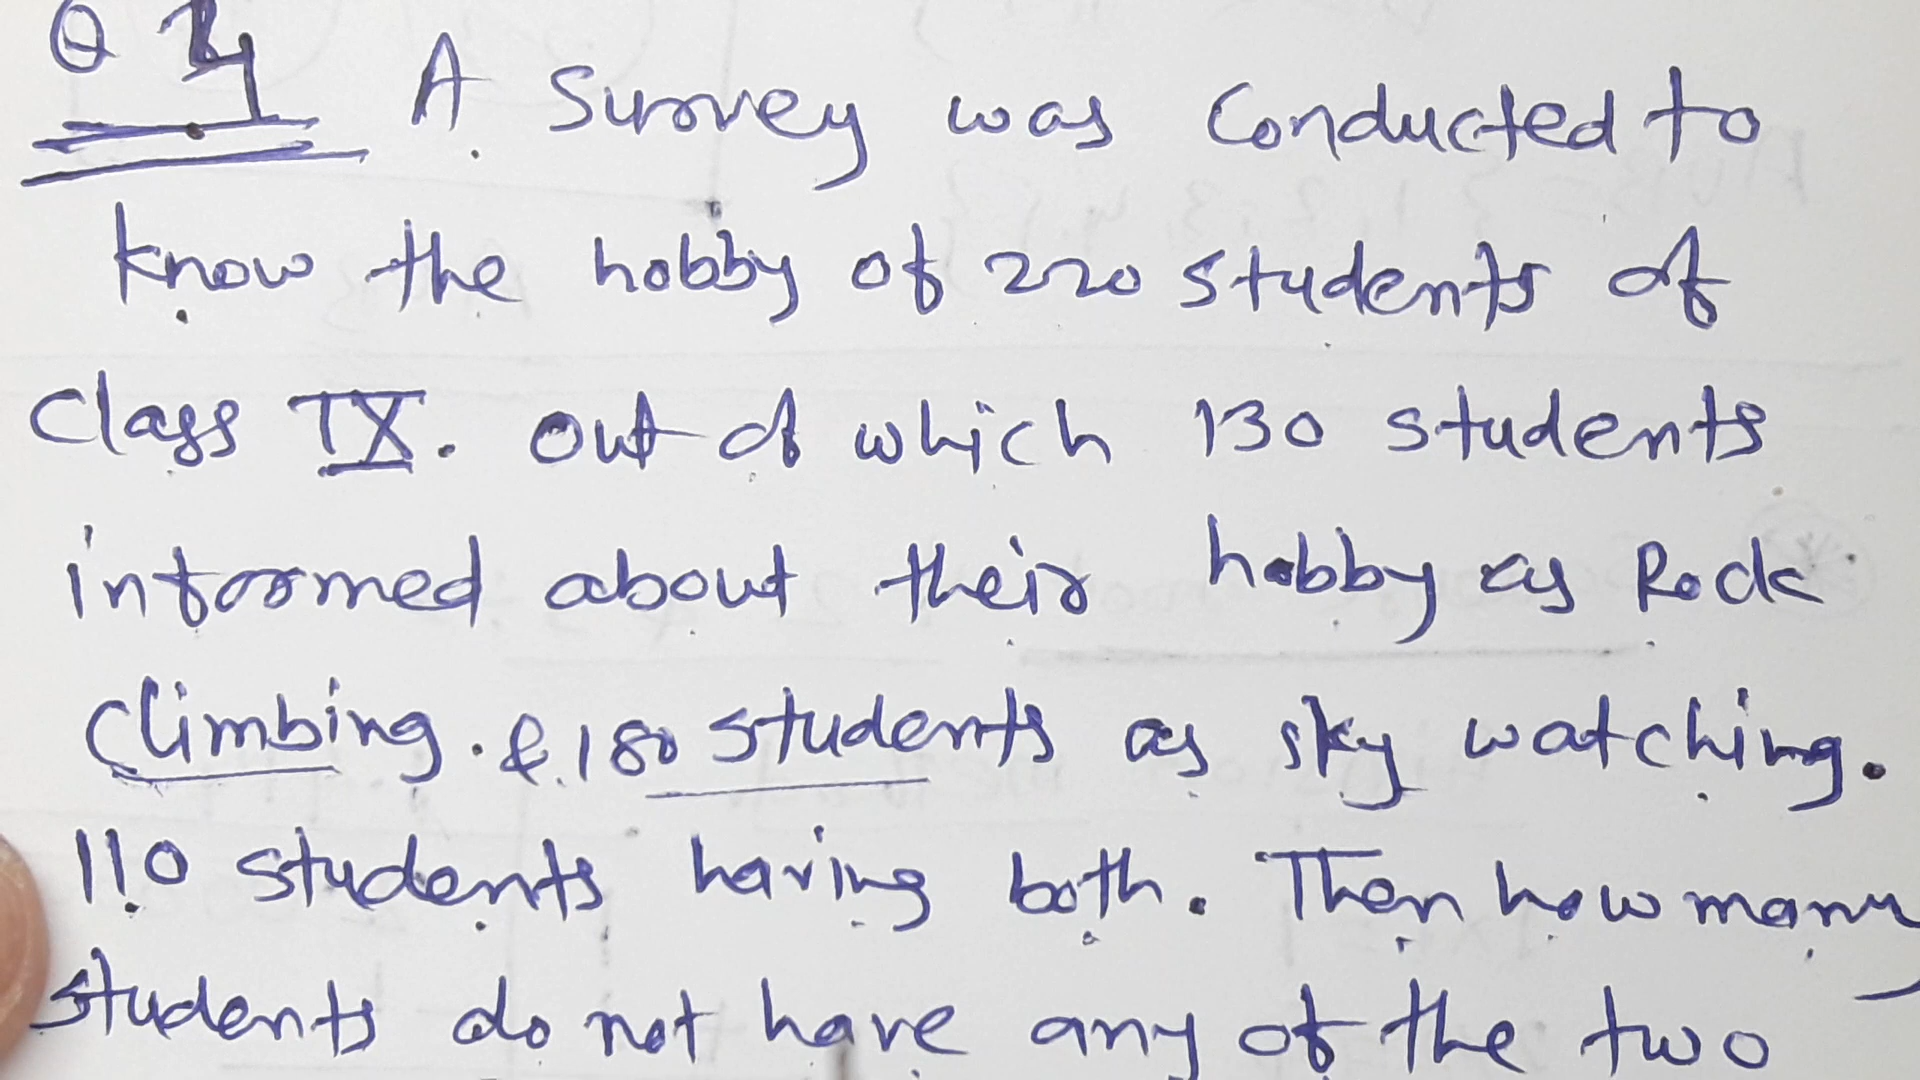 Q 4 A Survey was Conducted to
know the hobby of 220 students of
Class IX. out of which 130 students
informed about their hobby as Rock
Climbing. & 180 students as sky watching.
110 students having both. Then how many
students do not have any of the two